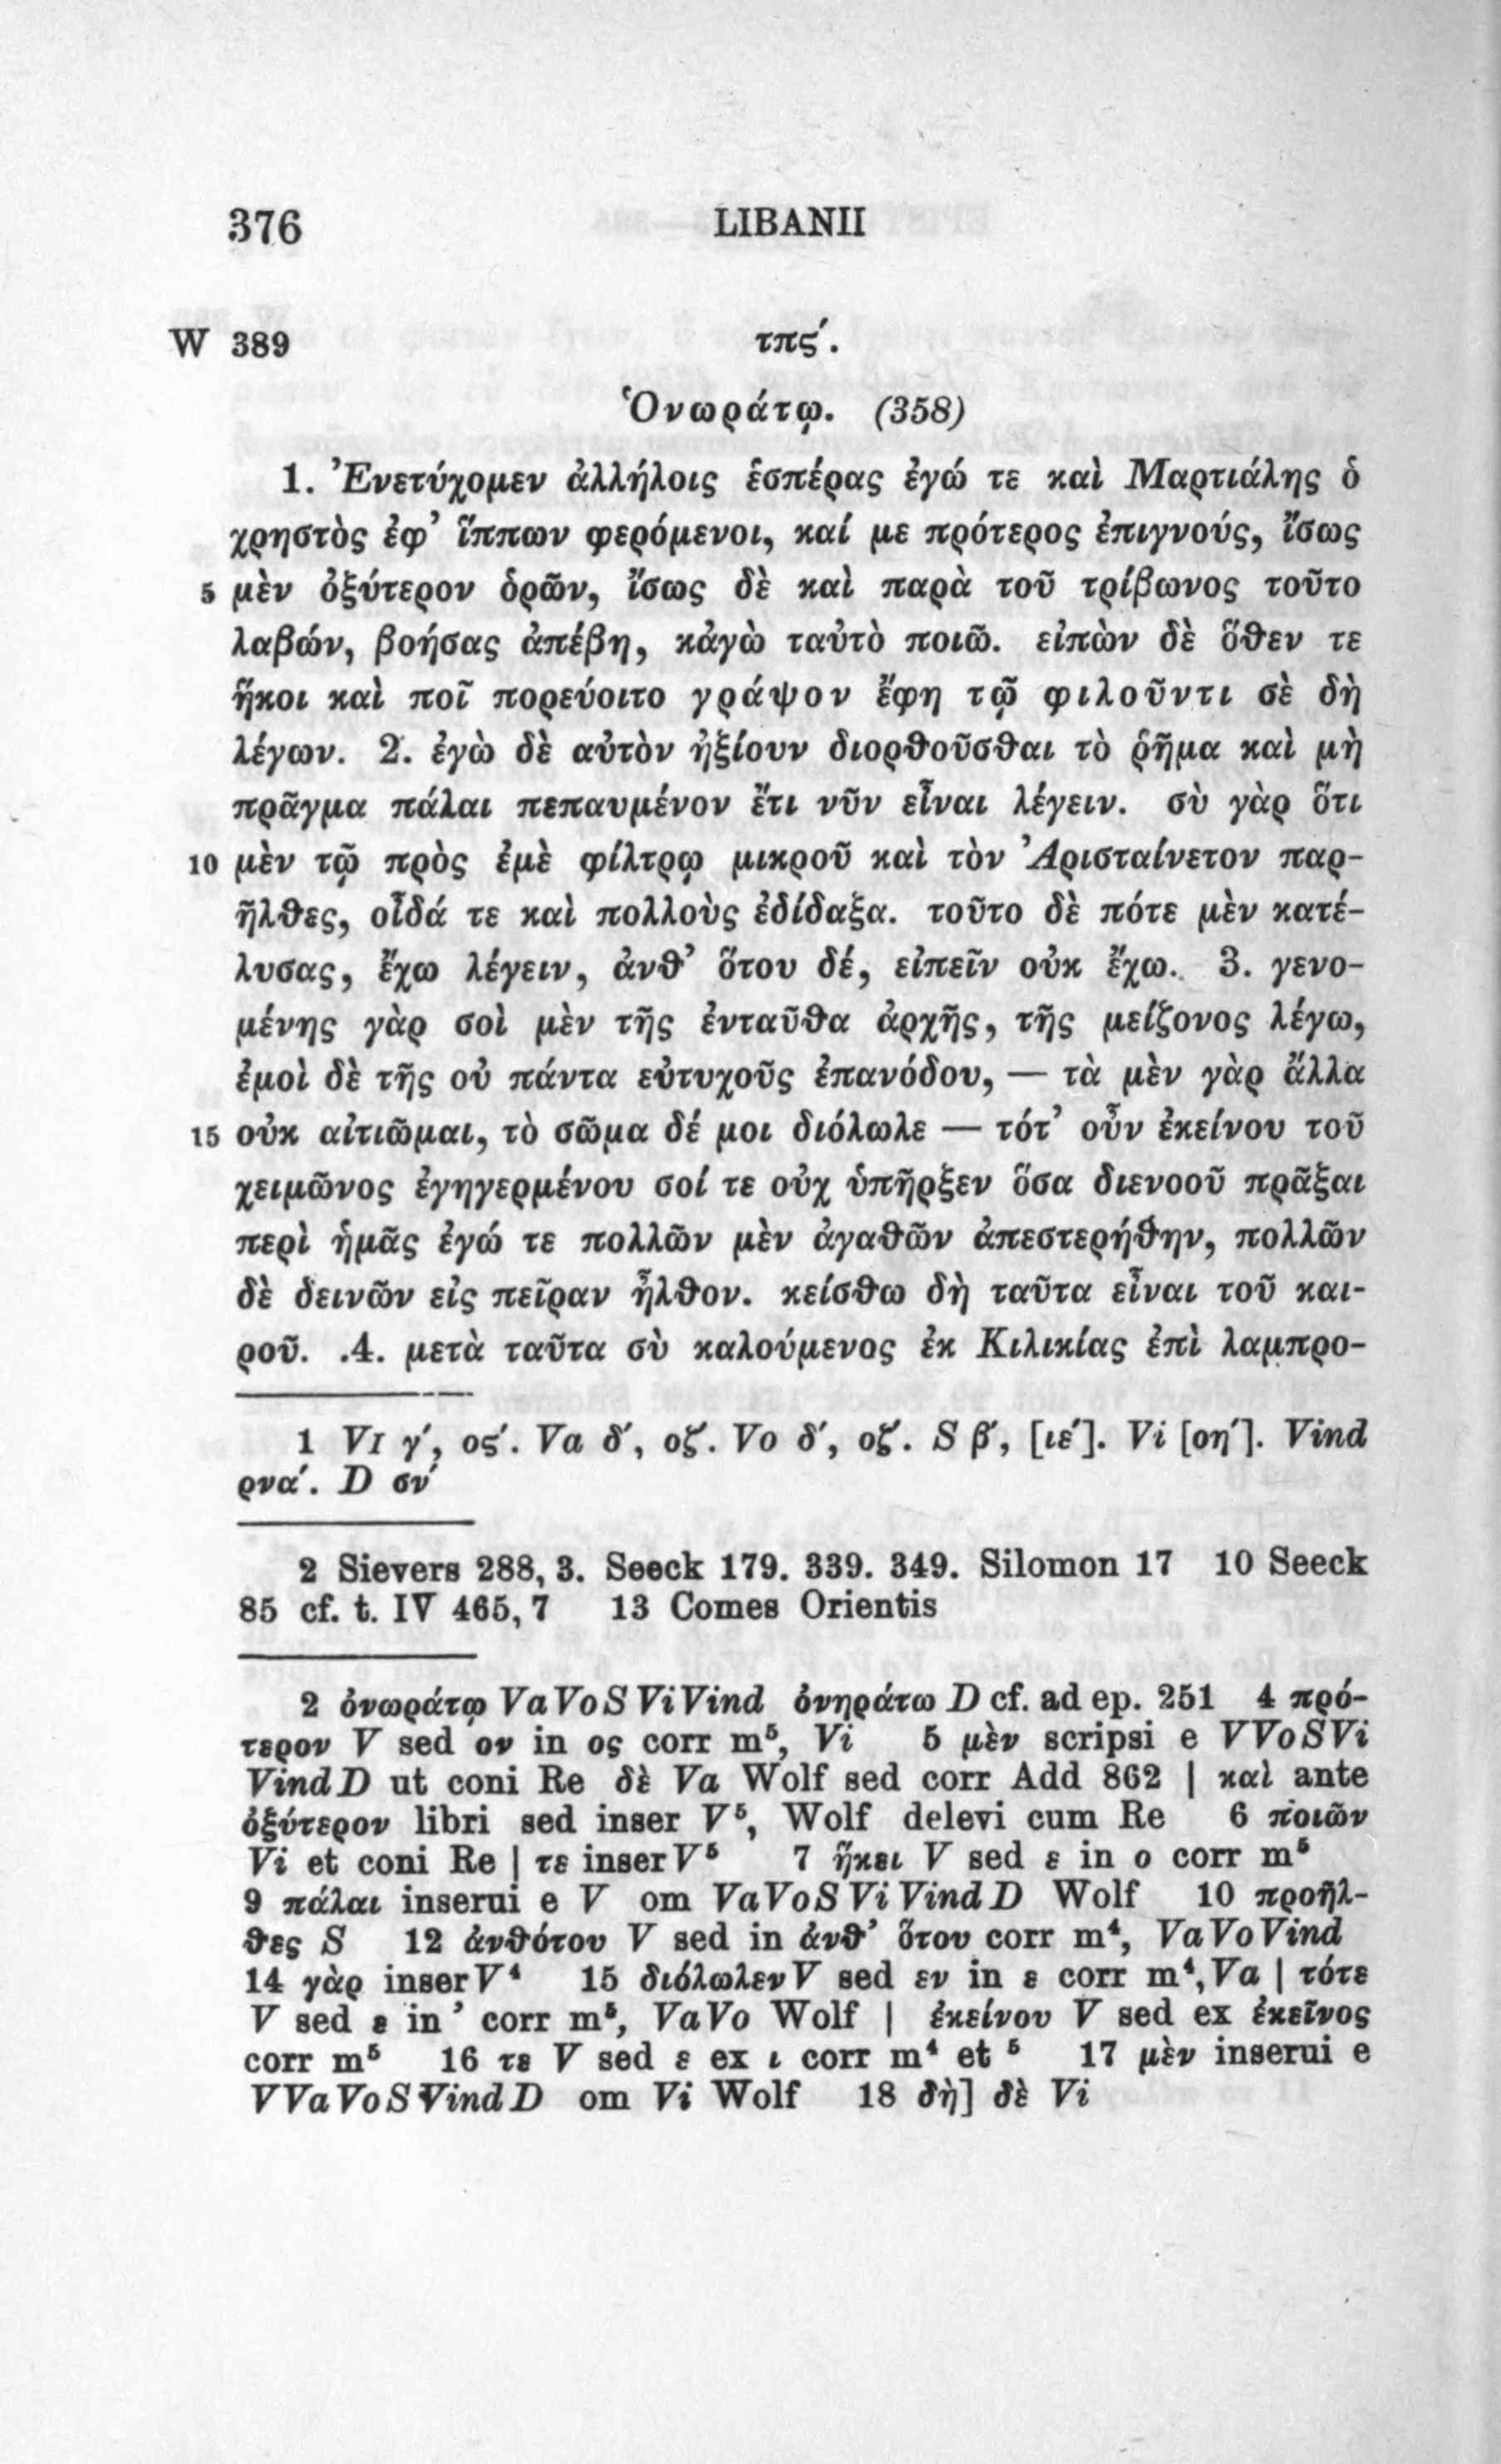 376 LIBANII
W 389 τπϛ′.
Ὁνωράτῳ. (358)
1. Ἐνετύχομεν ἀλλήλοις ἑσπέρας ἐγώ τε καὶ Μαρτιάλης ὁ
χρηστὸς ἐφ’ ἵππων φερόμενοι, καί με πρότερος ἐπιγνούς, ἴσως
5 μὲν ὀξύτερον ὁρῶν, ἴσως δὲ καὶ παρὰ τοῦ τρίβωνος τοῦτο
λαβών, βοήσας ἀπέβη, κἀγὼ ταὐτὸ ποιῶ. εἰπὼν δὲ ὅθεν τε
ἥκοι καὶ ποῖ πορεύοιτο γράψον ἔφη τῷ φιλοῦντι σὲ δὴ
λέγων. 2. ἐγὼ δὲ αὐτὸν ἠξίουν διορθοῦσθαι τὸ ῥῆμα καὶ μὴ
πρᾶγμα πάλαι πεπαυμένον ἔτι νῦν εἶναι λέγειν. σὺ γὰρ ὅτι
10 μὲν τῷ πρὸς ἐμὲ φίλτρῳ μικροῦ καὶ τὸν Ἀρισταίνετον παρ-
ῆλθες, οἶδά τε καὶ πολλοὺς ἐδίδαξα. τοῦτο δὲ πότε μὲν κατέ-
λυσας, ἔχω λέγειν, ἀνθ’ ὅτου δέ, εἰπεῖν οὐκ ἔχω. 3. γενο-
μένης γὰρ σοὶ μὲν τῆς ἐνταῦθα ἀρχῆς, τῆς μείζονος λέγω,
ἐμοὶ δὲ τῆς οὐ πάντα εὐτυχοῦς ἐπανόδου, — τὰ μὲν γὰρ ἄλλα
15 οὐκ αἰτιῶμαι, τὸ σῶμα δέ μοι διόλωλε — τότ’ οὖν ἐκείνου τοῦ
χειμῶνος ἐγηγερμένου σοί τε οὐχ ὑπῆρξεν ὅσα διενοοῦ πρᾶξαι
περὶ ἡμᾶς ἐγώ τε πολλῶν μὲν ἀγαθῶν ἀπεστερήθην, πολλῶν
δὲ δεινῶν εἰς πεῖραν ἦλθον. κείσθω δὴ ταῦτα εἶναι τοῦ και-
ροῦ. .4. μετὰ ταῦτα σὺ καλούμενος ἐκ Κιλικίας ἐπὶ λαμπρο-
1 VI γ′, οϛ′. Va δ′, οζ′. Vo δ′, οζ′. S β′, [ιε′]. Vi [οη′]. Vind
ρνα′. D σν′
2 Sievers 288, 3. Seeck 179. 339. 349. Silomon 17 10 Seeck
85 cf. t. IV 465, 7 13 Comes Orientis
2 ὀνωράτῳ Va Vo S Vi Vind ὀνηράτω D cf. ad ep. 251 4 πρό-
τερον V sed ον in ος corr m⁵, Vi 5 μὲν scripsi e V Vo S Vi
Vind D ut coni Re δὲ Va Wolf sed corr Add 862 | καὶ ante
ὀξύτερον libri sed inser V⁵, Wolf delevi cum Re 6 ποιῶν
Vi et coni Re | τε inser V⁵ 7 ἥκει V sed ε in ο corr m⁵
9 πάλαι inserui e V om Va Vo S Vi Vind D Wolf 10 προῆλ-
θες S 12 ἀνθότου V sed in ἀνθ’ ὅτου corr m⁴, Va Vo Vind
14 γὰρ inser V⁴ 15 διόλωλεν V sed εν in ε corr m⁴, Va | τότε
V sed ε in ’ corr m⁵, Va Vo Wolf | ἐκείνου V sed ex ἐκεῖνος
corr m⁵ 16 τε V sed ε ex ι corr m⁴ et ⁵ 17 μὲν inserui e
V Va Vo S Vind D om Vi Wolf 18 δὴ] δὲ Vi